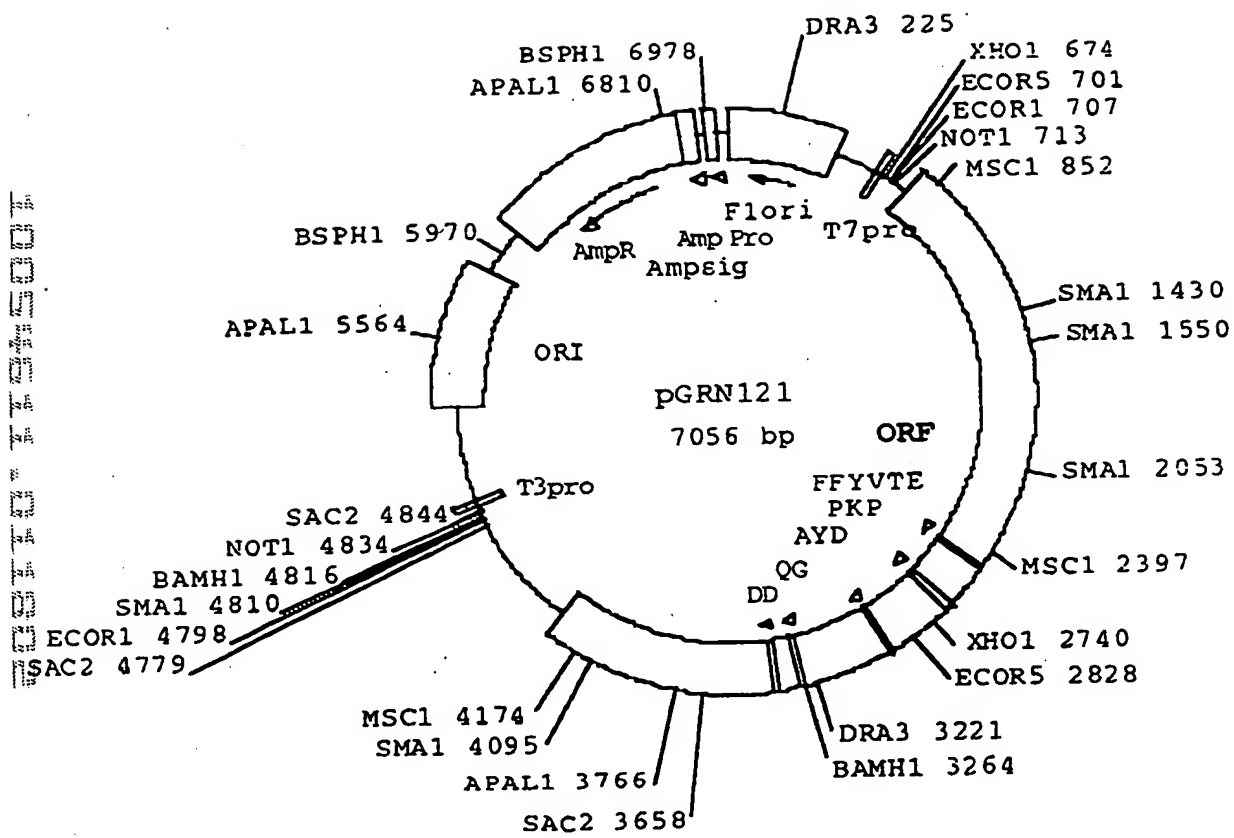 DRA3 225
BSPH1 6978
APAL1 6810
XHO1 674
ECOR5 701
ECOR1 707
NOT1 713
MSC1 852
F1ori
T7pro
Amp Pro
AmpR
Ampsig
BSPH1 5970
SMA1 1430
SMA1 1550
APAL1 5564
ORI
pGRN121
7056 bp
ORF
SMA1 2053
FFYVTE
PKP
AYD
QG
DD
T3pro
SAC2 4844
NOT1 4834
BAMH1 4816
SMA1 4810
ECOR1 4798
SAC2 4779
MSC1 2397
XHO1 2740
ECOR5 2828
MSC1 4174
SMA1 4095
APAL1 3766
SAC2 3658
DRA3 3221
BAMH1 3264